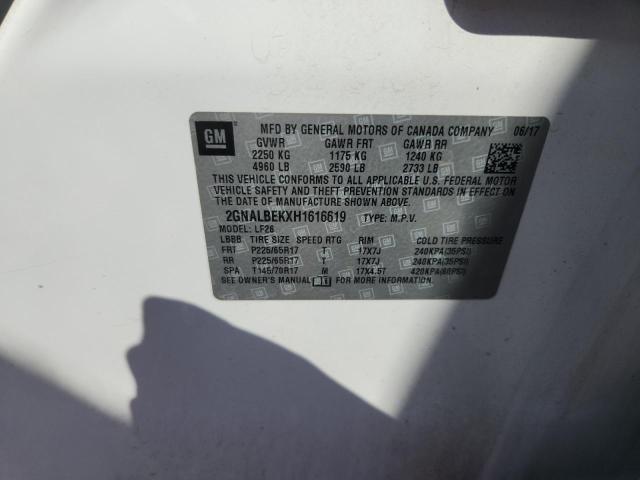 GM
MFD BY GENERAL MOTORS OF CANADA COMPANY 06/17
GVWR GAWR FRT GAWR RR
2250 KG 1175 KG 1240 KG
4960 LB 2590 LB 2733 LB
THIS VEHICLE CONFORMS TO ALL APPLICABLE U.S. FEDERAL MOTOR
VEHICLE SAFETY AND THEFT PREVENTION STANDARDS IN EFFECT ON
THE DATE OF MANUFACTURE SHOWN ABOVE.
2GNALBEKXH1616619 TYPE: M.P.V.
MODEL: LF26
LBBB TIRE SIZE SPEED RTG RIM COLD TIRE PRESSURE
FRT P225/65R17 T 17X7J 240KPA(35PSI)
RR P225/65R17 T 17X7J 240KPA(35PSI)
SPA T145/70R17 M 17X4.5T 420KPA(60PSI)
SEE OWNER'S MANUAL FOR MORE INFORMATION.